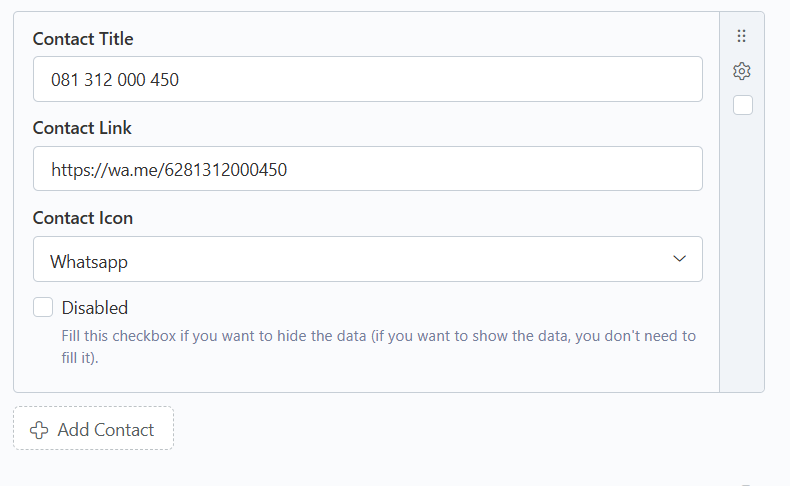 Contact Title
081 312 000 450
Contact Link
https://wa.me/6281312000450
Contact Icon
Whatsapp
Disabled
Fill this checkbox if you want to hide the data (if you want to show the data, you don't need to
fill it).
Add Contact